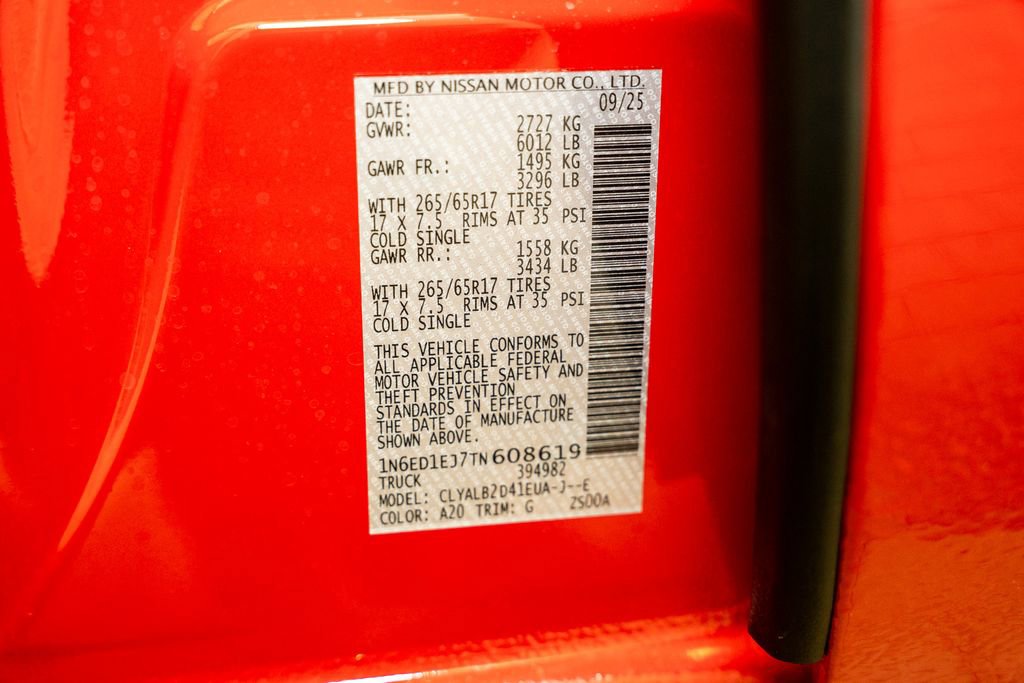 MFD BY NISSAN MOTOR CO., LTD.
DATE: 09/25
GVWR: 2727 KG
6012 LB
GAWR FR.: 1495 KG
3296 LB
WITH 265/65R17 TIRES
17 X 7.5 RIMS AT 35 PSI
COLD SINGLE
GAWR RR.: 1558 KG
3434 LB
WITH 265/65R17 TIRES
17 X 7.5 RIMS AT 35 PSI
COLD SINGLE
THIS VEHICLE CONFORMS TO
ALL APPLICABLE FEDERAL
MOTOR VEHICLE SAFETY AND
THEFT PREVENTION
STANDARDS IN EFFECT ON
THE DATE OF MANUFACTURE
SHOWN ABOVE.
1N6ED1EJ7TN608619
TRUCK 394982
MODEL: CLYALB2D41EUA-J--E
COLOR: A20 TRIM: G 2S00A